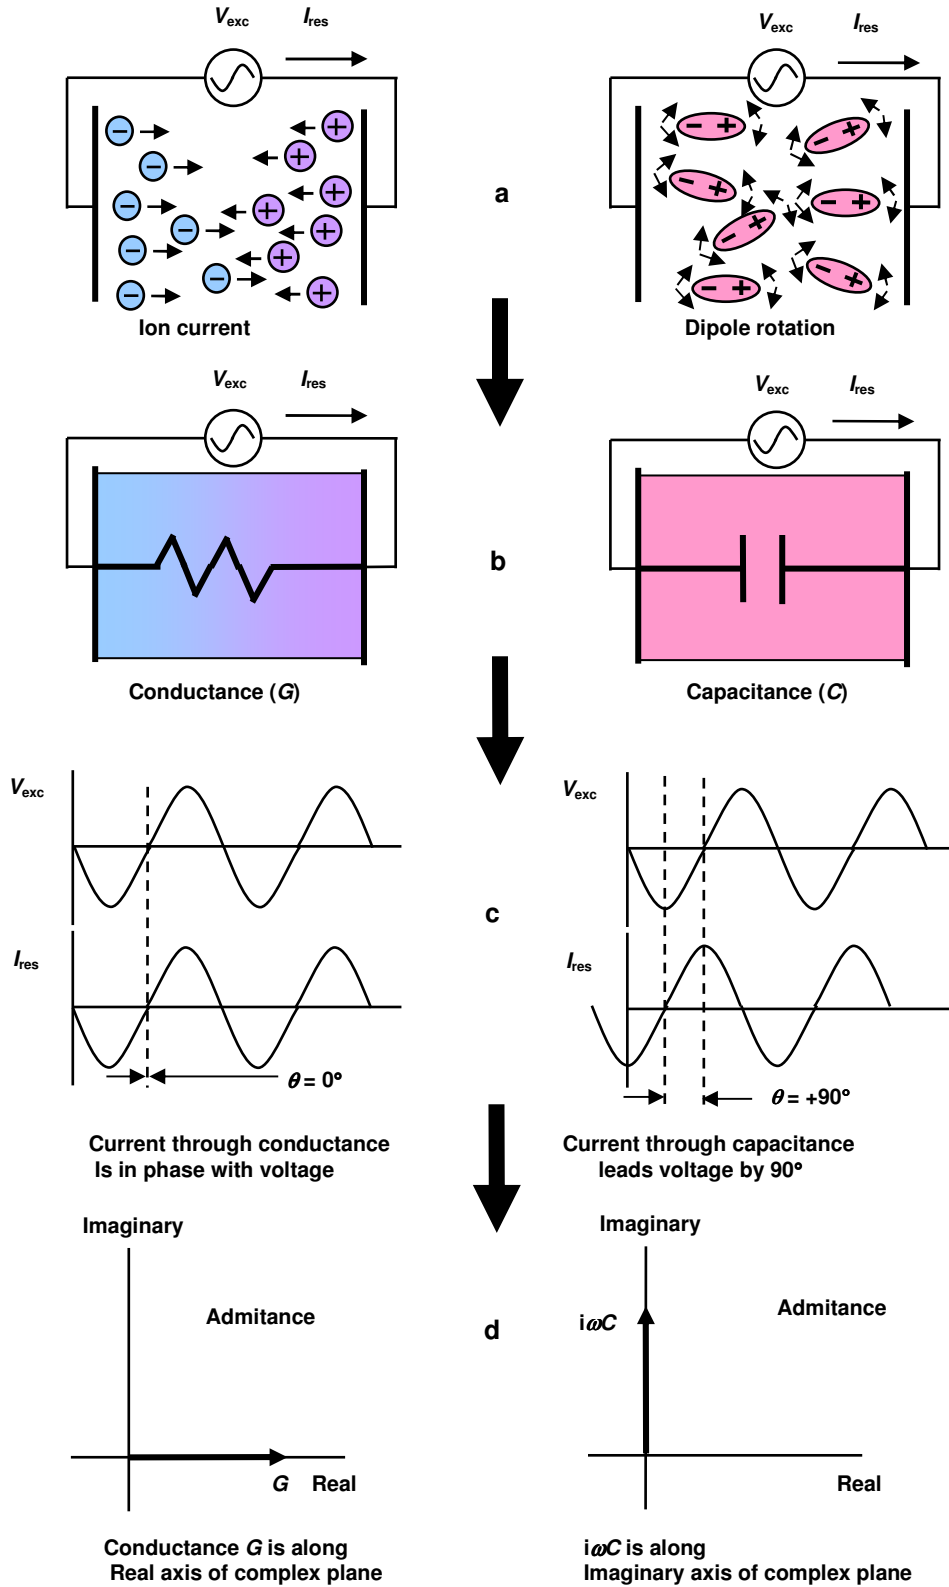 Vexc
Ires
Vexc
Ires
− − − − − − − −
+ + + + + + + + +
− +
− +
− +
− +
− +
− +
− +
a
Ion current
Dipole rotation
Vexc
Ires
Vexc
Ires
b
Conductance (G)
Capacitance (C)
Vexc
Vexc
c
Ires
Ires
θ = 0°
θ = +90°
Current through conductance
Is in phase with voltage
Current through capacitance
leads voltage by 90°
Imaginary
Imaginary
Admitance
Admitance
d
iωC
G
Real
Real
Conductance G is along
Real axis of complex plane
iωC is along
Imaginary axis of complex plane